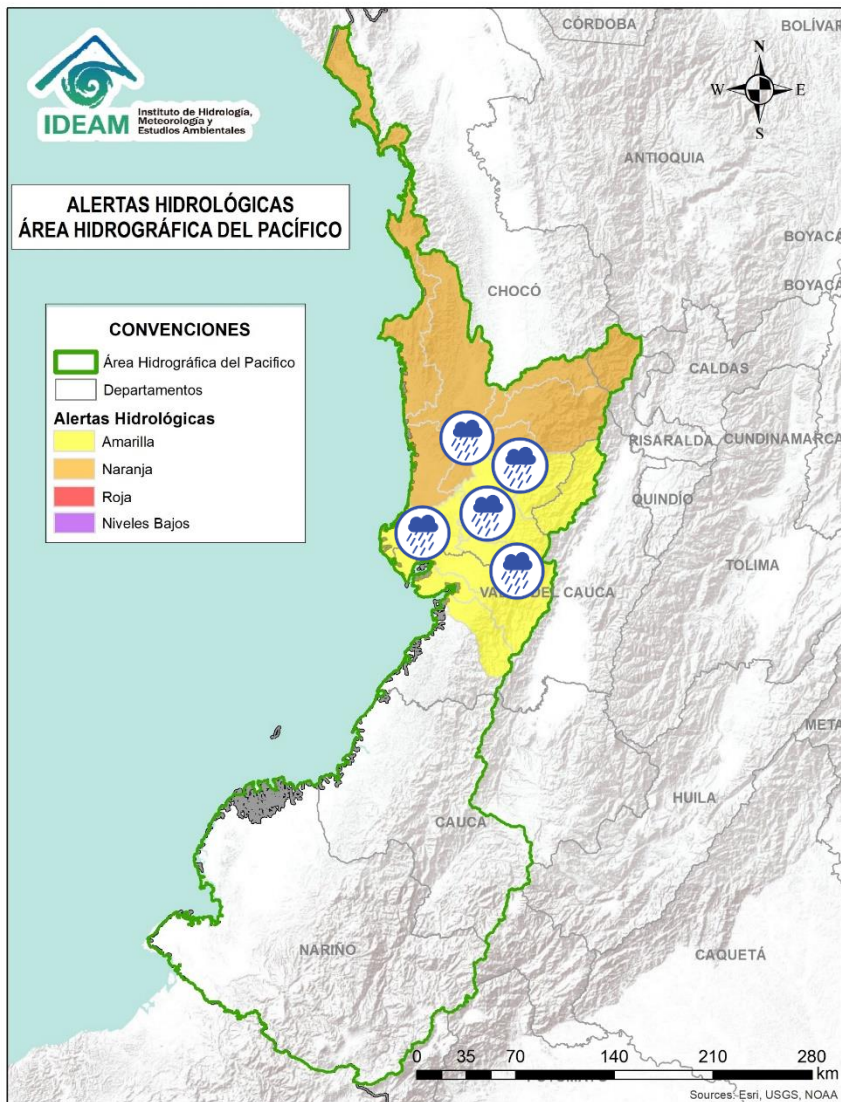 CÓRDOBA
BOLÍVAR
IDEAM
Instituto de Hidrología,
Meteorología y
Estudios Ambientales
N
W
E
S
ANTIOQUIA
ALERTAS HIDROLÓGICAS
ÁREA HIDROGRÁFICA DEL PACÍFICO
BOYACÁ
BOYACÁ
CHOCÓ
CONVENCIONES
Área Hidrográfica del Pacifico
Departamentos
Alertas Hidrológicas
Amarilla
Naranja
Roja
Niveles Bajos
CALDAS
RISARALDA
CUNDINAMARCA
QUINDÍO
TOLIMA
DEL CAUCA
META
HUILA
CAUCA
NARIÑO
CAQUETÁ
0 35 70 140 210 280
km
Sources: Esri, USGS, NOAA